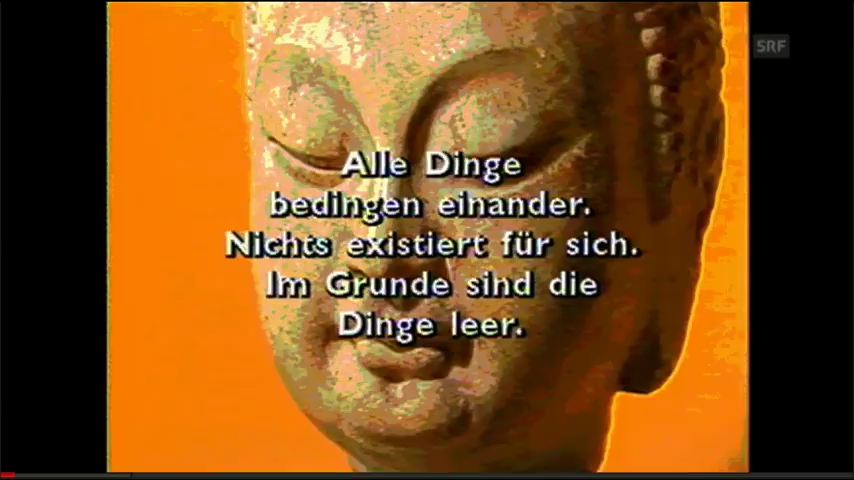 SRF
Alle Dinge
bedingen einander.
Nichts existiert für sich.
Im Grunde sind die
Dinge leer.